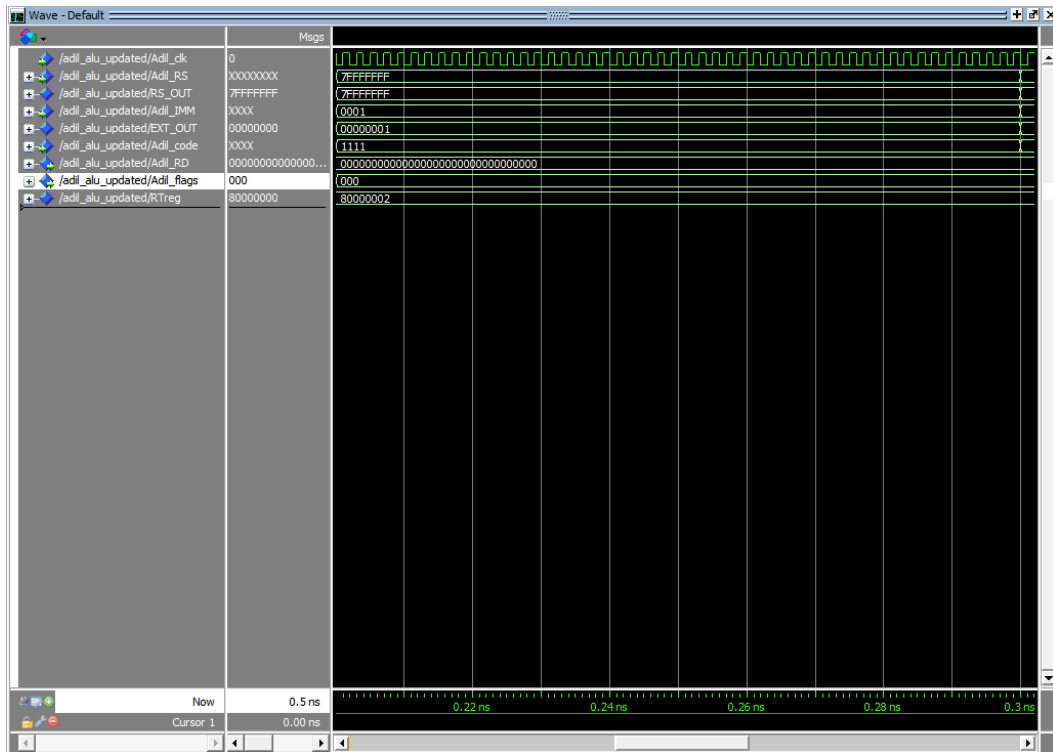 Wave - Default
Msgs
/adil_alu_updated/Adil_clk 0
/adil_alu_updated/Adil_RS XXXXXXXX 7FFFFFFF
/adil_alu_updated/RS_OUT 7FFFFFFF 7FFFFFFF
/adil_alu_updated/Adil_IMM XXXX 0001
/adil_alu_updated/EXT_OUT 00000000 00000001
/adil_alu_updated/Adil_code XXXX 1111
/adil_alu_updated/Adil_RD 00000000000000... 00000000000000000000000000000000
/adil_alu_updated/Adil_flags 000 000
/adil_alu_updated/RTreg 80000000 80000002
Now 0.5 ns 0.22 ns 0.24 ns 0.26 ns 0.28 ns 0.3 ns
Cursor 1 0.00 ns